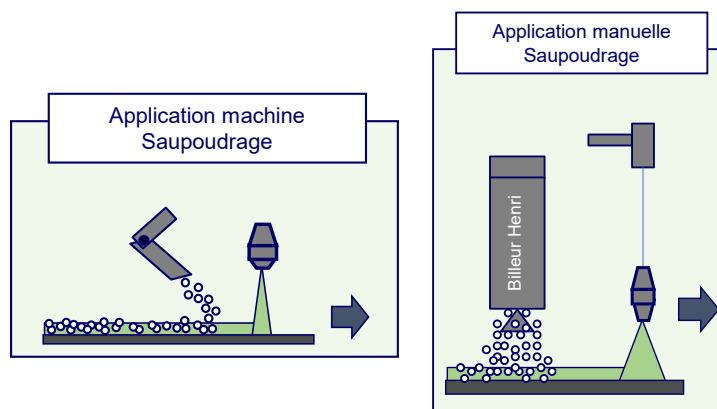 Application machine
Saupoudrage
Application manuelle
Saupoudrage
Billeur Henri